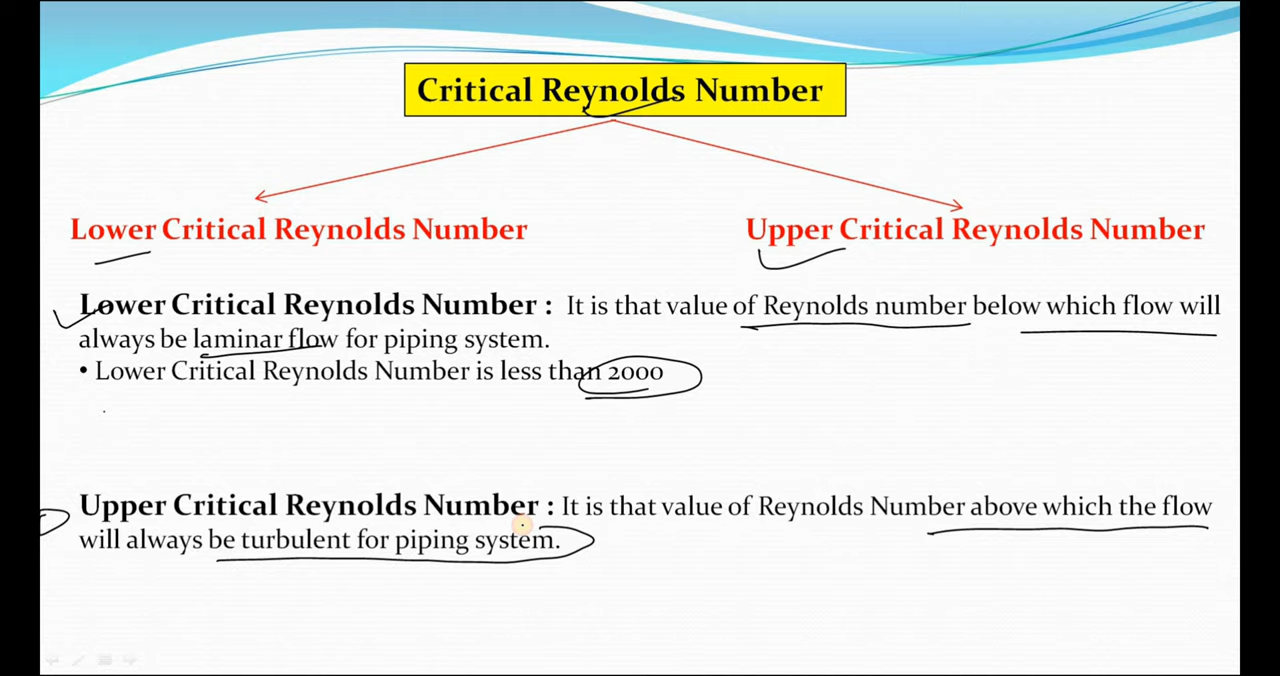 Critical Reynolds Number
Lower Critical Reynolds Number
Upper Critical Reynolds Number
Lower Critical Reynolds Number : It is that value of Reynolds number below which flow will
always be laminar flow for piping system.
• Lower Critical Reynolds Number is less than 2000
Upper Critical Reynolds Number : It is that value of Reynolds Number above which the flow
will always be turbulent for piping system.